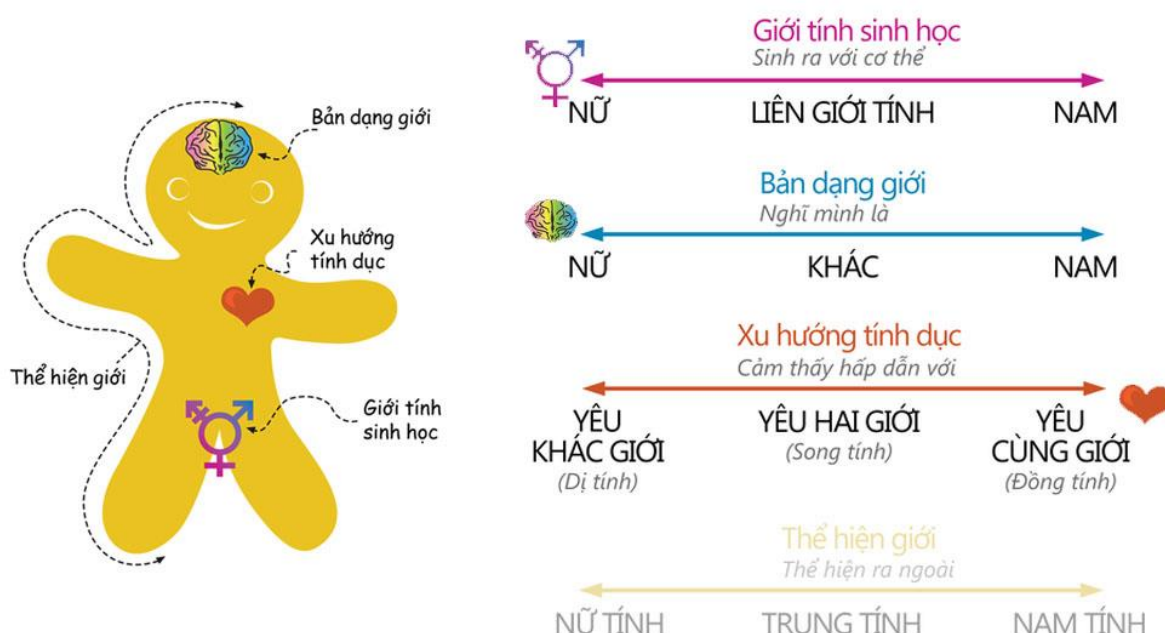 Bản dạng giới
Xu hướng
tính dục
Thể hiện giới
Giới tính
sinh học
Giới tính sinh học
Sinh ra với cơ thể
NỮ LIÊN GIỚI TÍNH NAM
Bản dạng giới
Nghĩ mình là
NỮ KHÁC NAM
Xu hướng tính dục
Cảm thấy hấp dẫn với
YÊU YÊU HAI GIỚI YÊU
KHÁC GIỚI (Song tính) CÙNG GIỚI
(Dị tính) (Đồng tính)
Thể hiện giới
Thể hiện ra ngoài
NỮ TÍNH TRUNG TÍNH NAM TÍNH